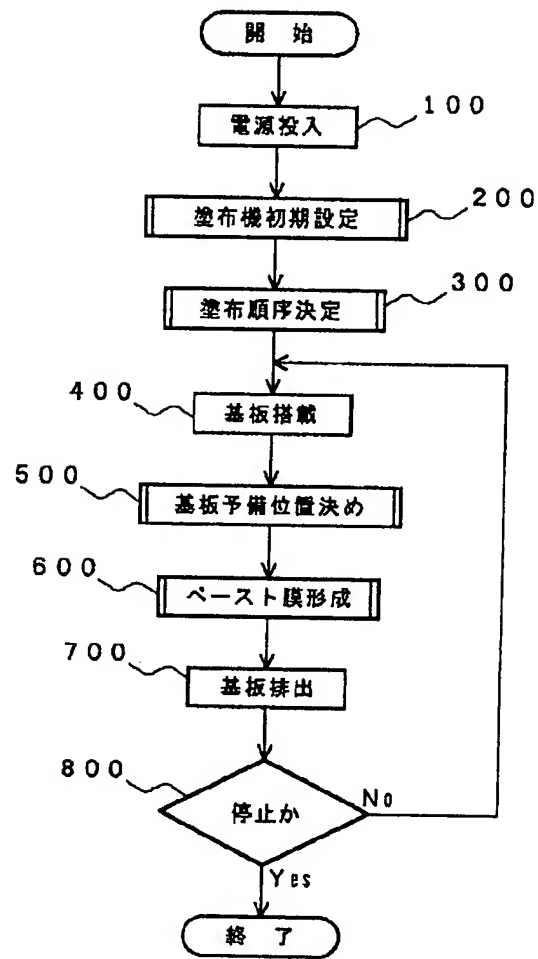 開 始
電源投入
100
塗布機初期設定
200
塗布順序決定
300
400
基板搭載
500
基板予備位置決め
600
ペースト膜形成
700
基板排出
800
停止か
No
Yes
終 了